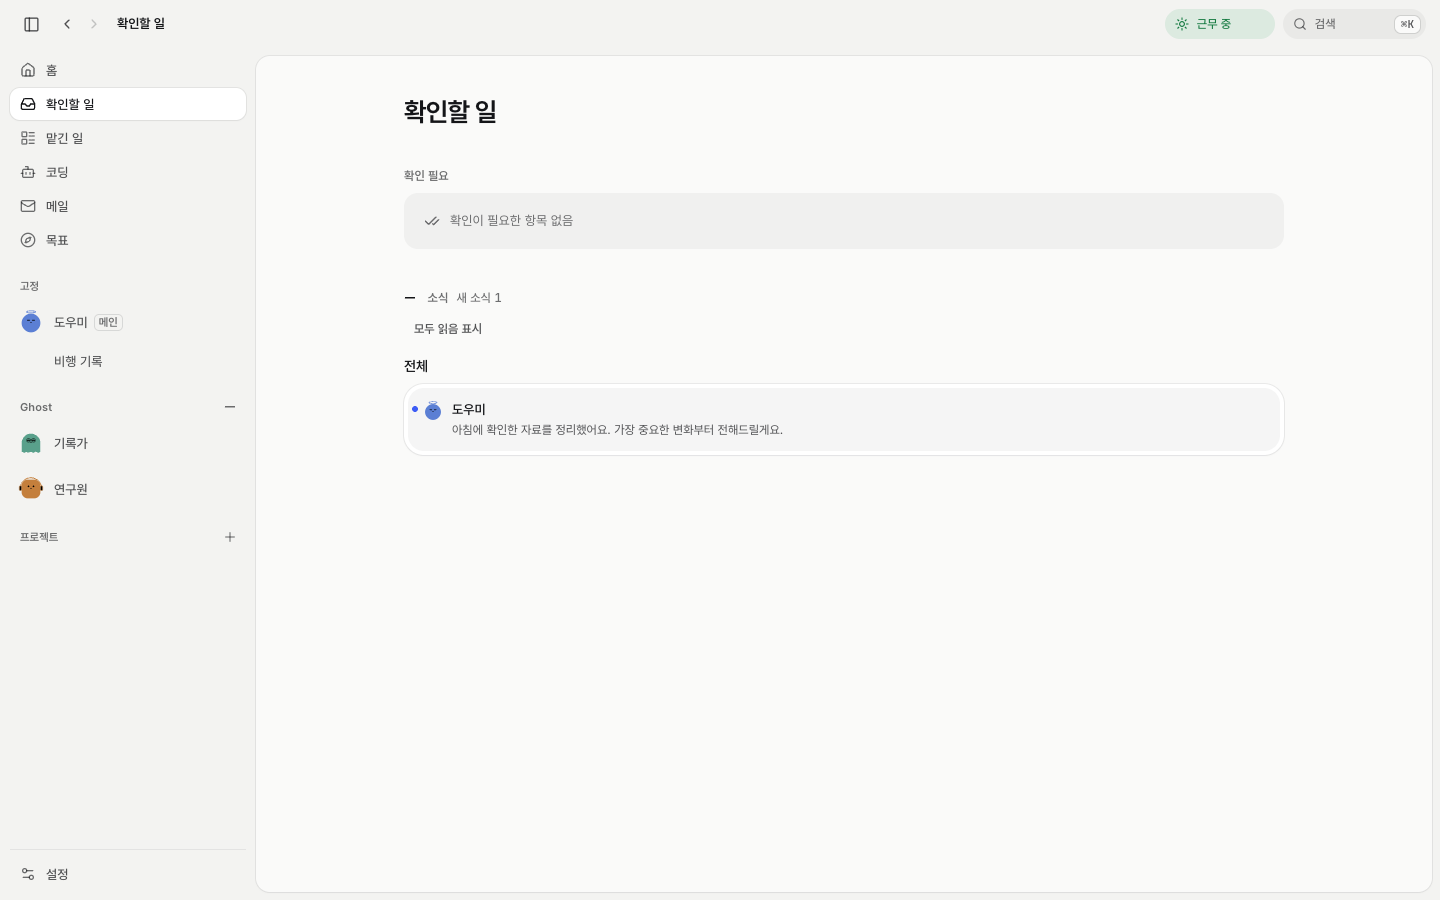 확인할 일
근무 중
검색
⌘K
홈
확인할 일
맡긴 일
코딩
메일
목표
고정
도우미 메인
비행 기록
Ghost
기록가
연구원
프로젝트
설정
확인할 일
확인 필요
확인이 필요한 항목 없음
소식 새 소식 1
모두 읽음 표시
전체
도우미
아침에 확인한 자료를 정리했어요. 가장 중요한 변화부터 전해드릴게요.